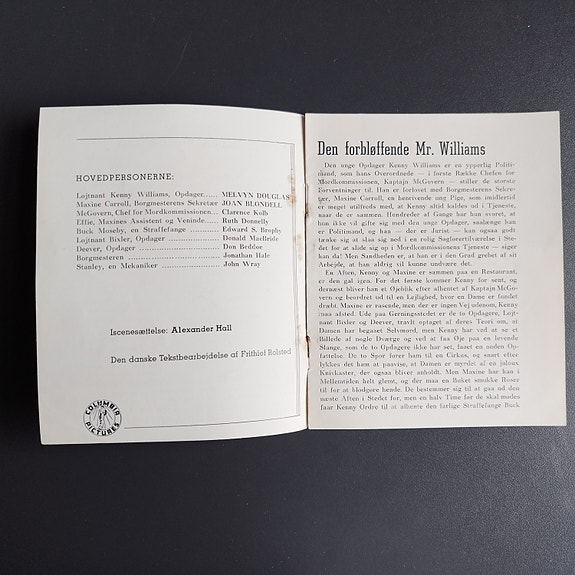 HOVEDPERSONERNE:
Løjtnant Kenny Williams, Opdager...... MELVYN DOUGLAS
Maxine Carroll, Borgmesterens Sekretær JOAN BLONDELL
McGovern, Chef for Mordkommissionen... Clarence Kolb
Effie, Maxines Assistent og Veninde...... Ruth Donnelly
Buck Moseby, en Straffefange ............ Edward S. Brophy
Løjtnant Bixler, Opdager .................. Donald MacBride
Deever, Opdager ........................... Don Beddoe
Borgmesteren ............................... Jonathan Hale
Stanley, en Mekaniker ..................... John Wray
Iscenesættelse: Alexander Hall
Den danske Tekstbearbejdelse af Frithiof Rolsted
COLUMBIA
PICTURES
Den forbløffende Mr. Williams
Den unge Opdager Kenny Williams er en ypperlig Politi-
mand, som hans Overordnede — i første Række Chefen for
Mordkommissionen, Kaptajn McGovern — stiller de største
Forventninger til. Han er forlovet med Borgmesterens Sekre-
tær, Maxine Carroll, en henrivende ung Pige, som imidlertid
er meget utilfreds med, at Kenny altid kaldes ud i Tjeneste,
naar de er sammen. Hundreder af Gange har hun svoret, at
hun ikke vil gifte sig med den unge Opdager, saalænge han
er Politimand, og han — der er Jurist — kan ogsaa godt
tænke sig at slaa sig ned i en rolig Sagførertilværelse i Ste-
det for at slide sig op i Mordkommissionens Tjeneste — siger
han da! Men Sandheden er, at han er i den Grad grebet af sit
Arbejde, at han aldrig vil kunne undvære det.
En Aften, Kenny og Maxine er sammen paa en Restaurant,
er den gal igen. For det første kommer Kenny for sent, og
dernæst bliver han et Øjeblik efter afhentet af Kaptajn McGo-
vern og beordret ud til en Lejlighed, hvor en Dame er fundet
dræbt. Maxine er rasende, men der er ingen Vej udenom, Kenny
maa afsted. Ude paa Gerningsstedet er de to Opdagere, Løjt-
nant Bixler og Deever, travlt optaget af deres Teori om, at
Damen har begaaet Selvmord, men Kenny har ved at se et
Billede af nogle Dværge og ved at faa Øje paa en levende
Slange, som de to Opdagere ikke har set, faaet en anden Op-
fattelse. De to Spor fører ham til en Cirkus, og snart efter
lykkes det ham at paavise, at Damen er myrdet af en jaloux
Knivkaster, der ogsaa bliver anholdt. Men Maxine har han i
Mellemtiden helt glemt, og der maa en Buket smukke Roser
til for at blødgøre hende. De bestemmer sig til at gaa ud den
næste Aften i Stedet for, men en halv Time før de skal mødes
faar Kenny Ordre til at afhente den farlige Straffefange Buck